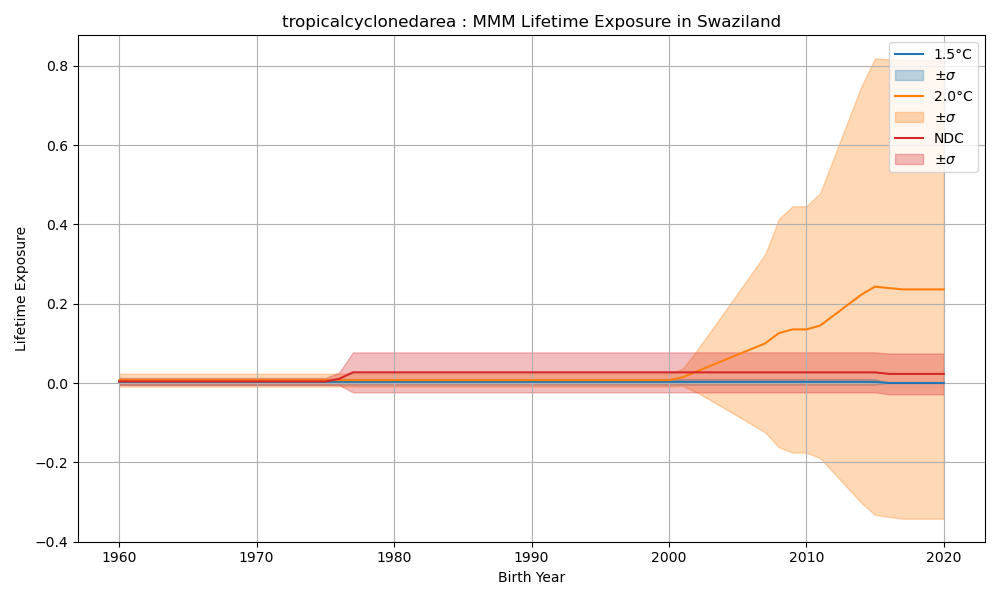 tropicalcyclonedarea : MMM Lifetime Exposure in Swaziland
1.5°C
±σ
2.0°C
±σ
NDC
±σ
Lifetime Exposure
0.8
0.6
0.4
0.2
0.0
−0.2
−0.4
1960 1970 1980 1990 2000 2010 2020
Birth Year